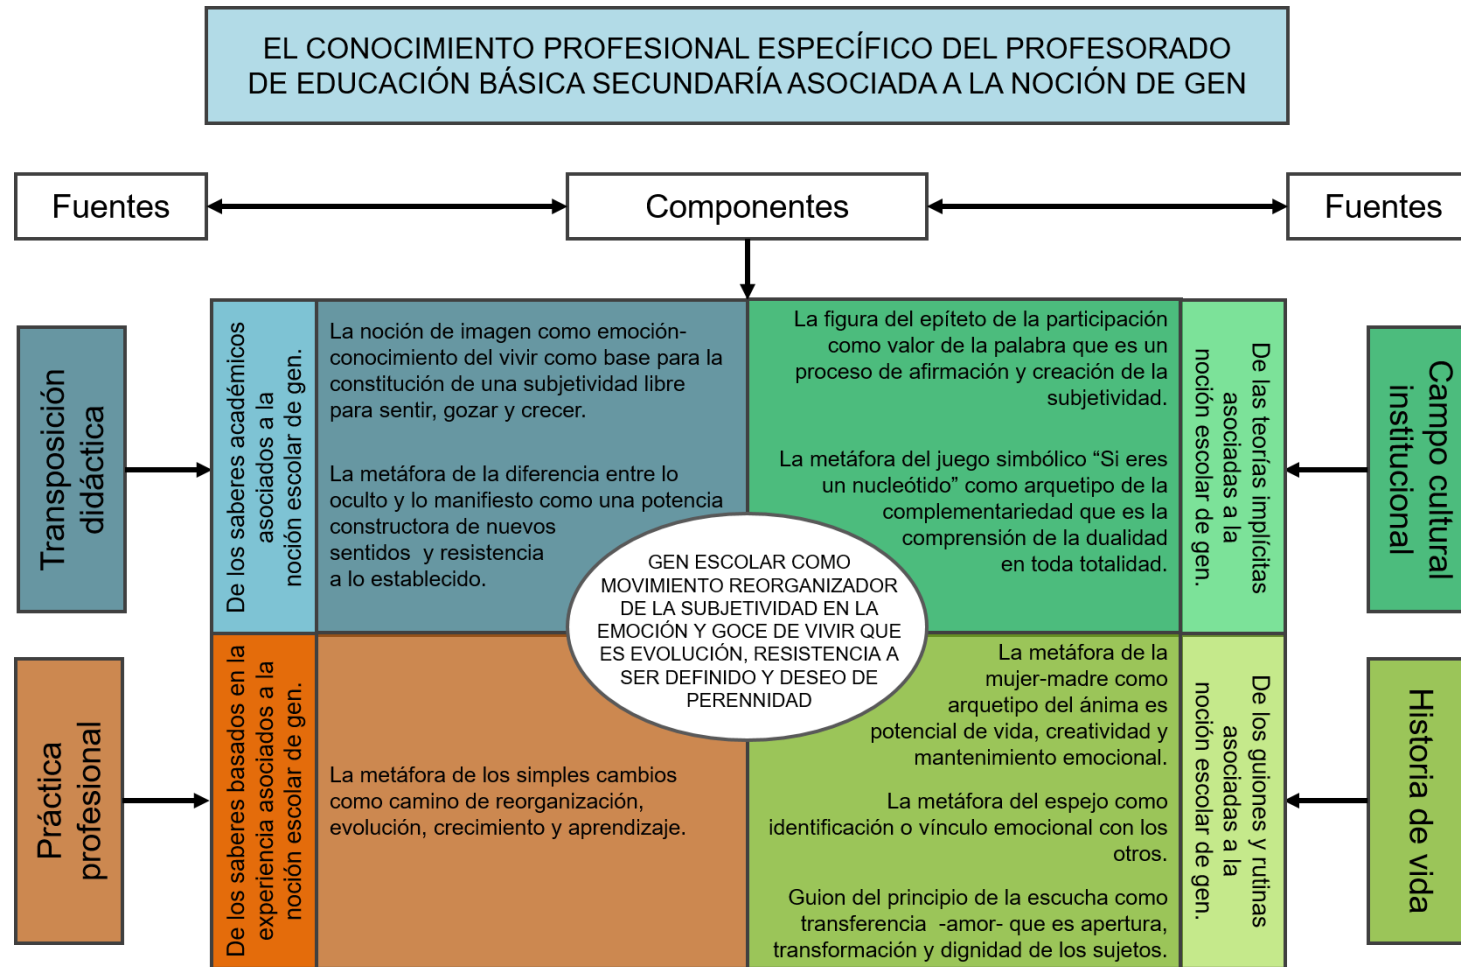 EL CONOCIMIENTO PROFESIONAL ESPECÍFICO DEL PROFESORADO
DE EDUCACIÓN BÁSICA SECUNDARÍA ASOCIADA A LA NOCIÓN DE GEN
Fuentes
Componentes
Fuentes
Transposición
didáctica
De los saberes académicos
asociados a la
noción escolar de gen.
La noción de imagen como emoción-
conocimiento del vivir como base para la
constitución de una subjetividad libre
para sentir, gozar y crecer.
La metáfora de la diferencia entre lo
oculto y lo manifiesto como una potencia
constructora de nuevos
sentidos y resistencia
a lo establecido.
La figura del epíteto de la participación
como valor de la palabra que es un
proceso de afirmación y creación de la
subjetividad.
La metáfora del juego simbólico “Si eres
un nucleótido” como arquetipo de la
complementariedad que es la
comprensión de la dualidad
en toda totalidad.
De las teorías implícitas
asociadas a la
noción escolar de gen.
Campo cultural
institucional
GEN ESCOLAR COMO
MOVIMIENTO REORGANIZADOR
DE LA SUBJETIVIDAD EN LA
EMOCIÓN Y GOCE DE VIVIR QUE
ES EVOLUCIÓN, RESISTENCIA A
SER DEFINIDO Y DESEO DE
PERENNIDAD
Práctica
profesional
De los saberes basados en la
experiencia asociados a la
noción escolar de gen.
La metáfora de los simples cambios
como camino de reorganización,
evolución, crecimiento y aprendizaje.
La metáfora de la
mujer-madre como
arquetipo del ánima es
potencial de vida, creatividad y
mantenimiento emocional.
La metáfora del espejo como
identificación o vínculo emocional con los
otros.
Guion del principio de la escucha como
transferencia -amor- que es apertura,
transformación y dignidad de los sujetos.
De los guiones y rutinas
asociadas a la
noción escolar de gen.
Historia de vida